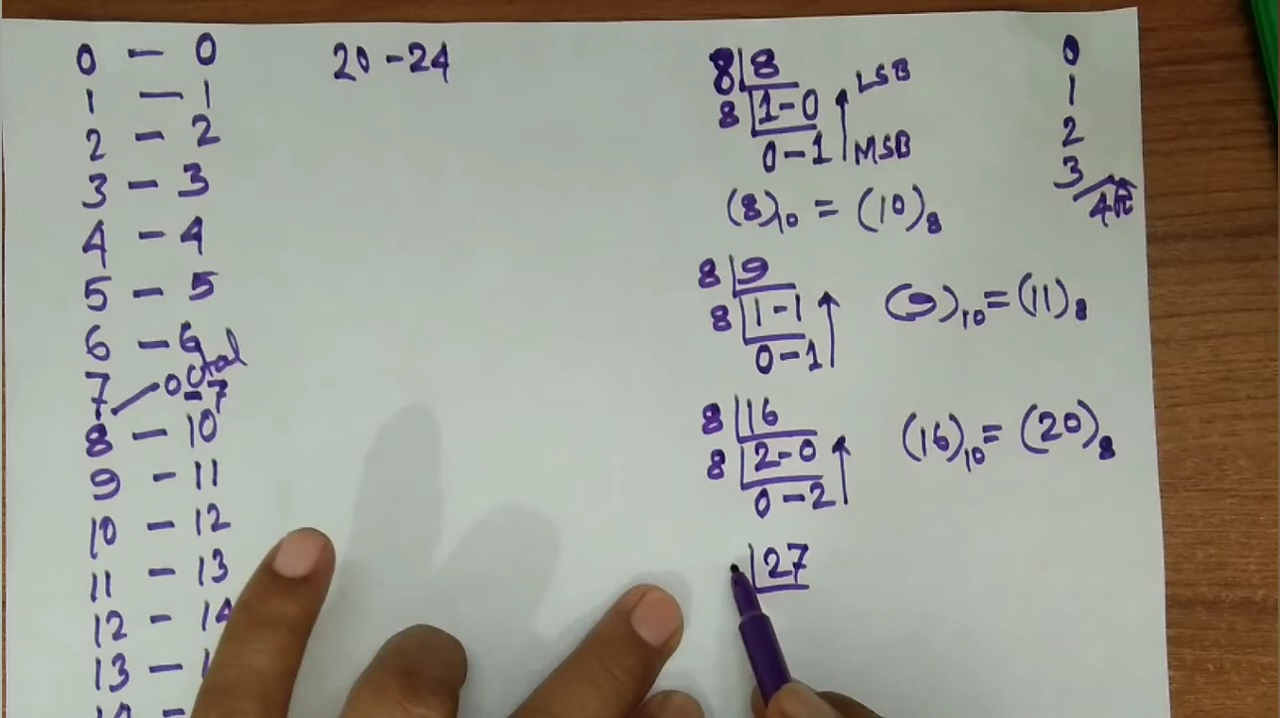 0 - 0
1 - 1
2 - 2
3 - 3
4 - 4
5 - 5
6 - 6
7 - 7
Octal
8 - 10
9 - 11
10 - 12
11 - 13
12 - 14
13 - 1
20 - 24
8 | 8 LSB
8 | 1 - 0
0 - 1 MSB
(8)10 = (10)8
8 | 9
8 | 1 - 1
0 - 1
(9)10 = (11)8
8 | 16
8 | 2 - 0
0 - 2
(16)10 = (20)8
27
0
1
2
3
4